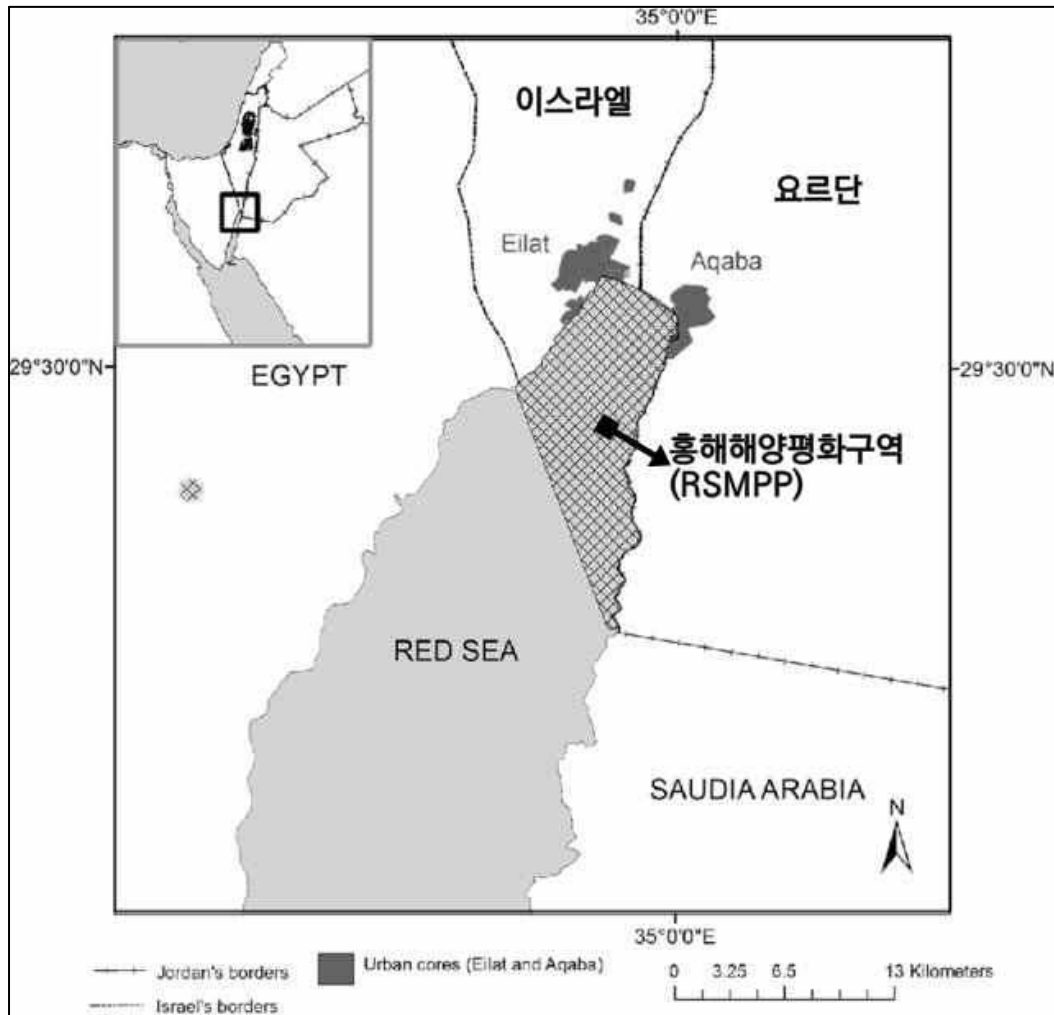 35°0'0"E
이스라엘
요르단
Eilat
Aqaba
29°30'0"N
29°30'0"N
EGYPT
홍해해양평화구역
(RSMPP)
RED SEA
SAUDIA ARABIA
N
35°0'0"E
Jordan's borders
Urban cores (Eilat and Aqaba)
0 3.25 6.5 13 Kilometers
Israel's borders